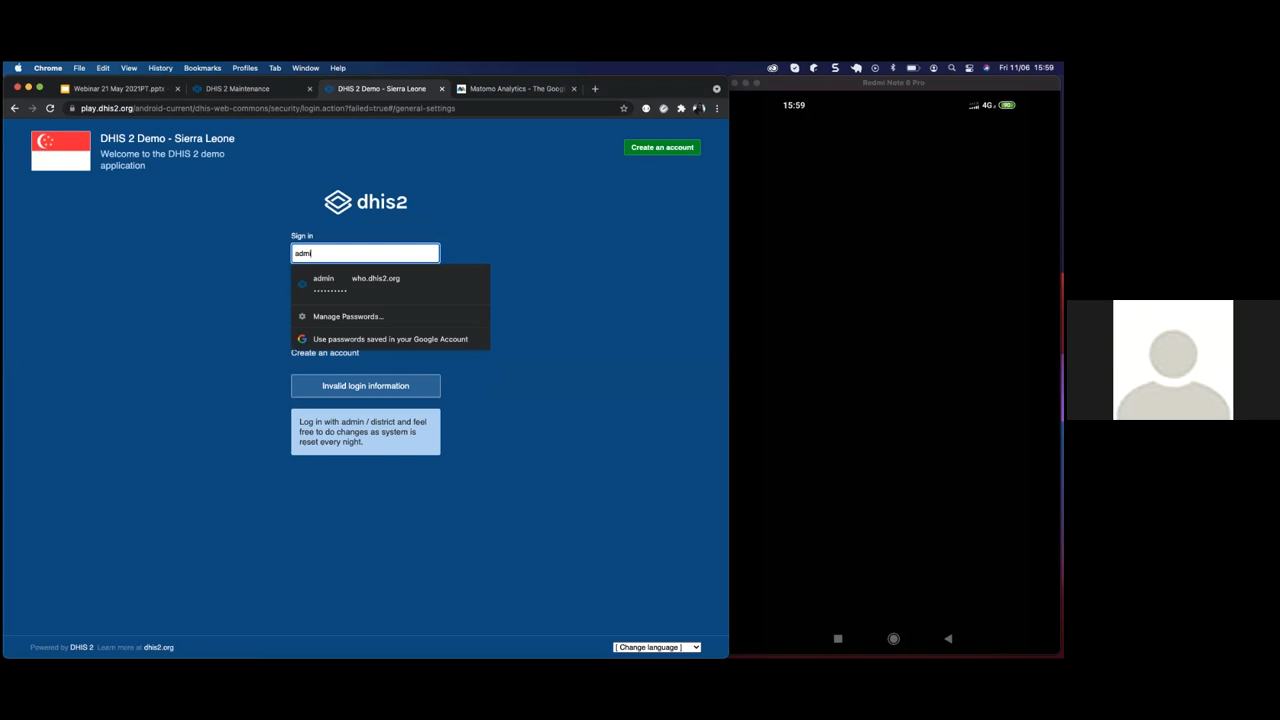 Chrome File Edit View History Bookmarks Profiles Tab Window Help
Fri 11/06 15:59
Webinar 21 May 2021PT.pptx
DHIS 2 Maintenance
DHIS 2 Demo - Sierra Leone
Matomo Analytics - The Googl
Redmi Note 6 Pro
play.dhis2.org/android-current/dhis-web-commons/security/login.action?failed=true#/general-settings
15:59
4G
DHIS 2 Demo - Sierra Leone
Welcome to the DHIS 2 demo
application
Create an account
dhis2
Sign in
admi
admin who.dhis2.org
Manage Passwords...
Use passwords saved in your Google Account
Create an account
Invalid login information
Log in with admin / district and feel
free to do changes as system is
reset every night.
Powered by DHIS 2 Learn more at dhis2.org
[ Change language ]